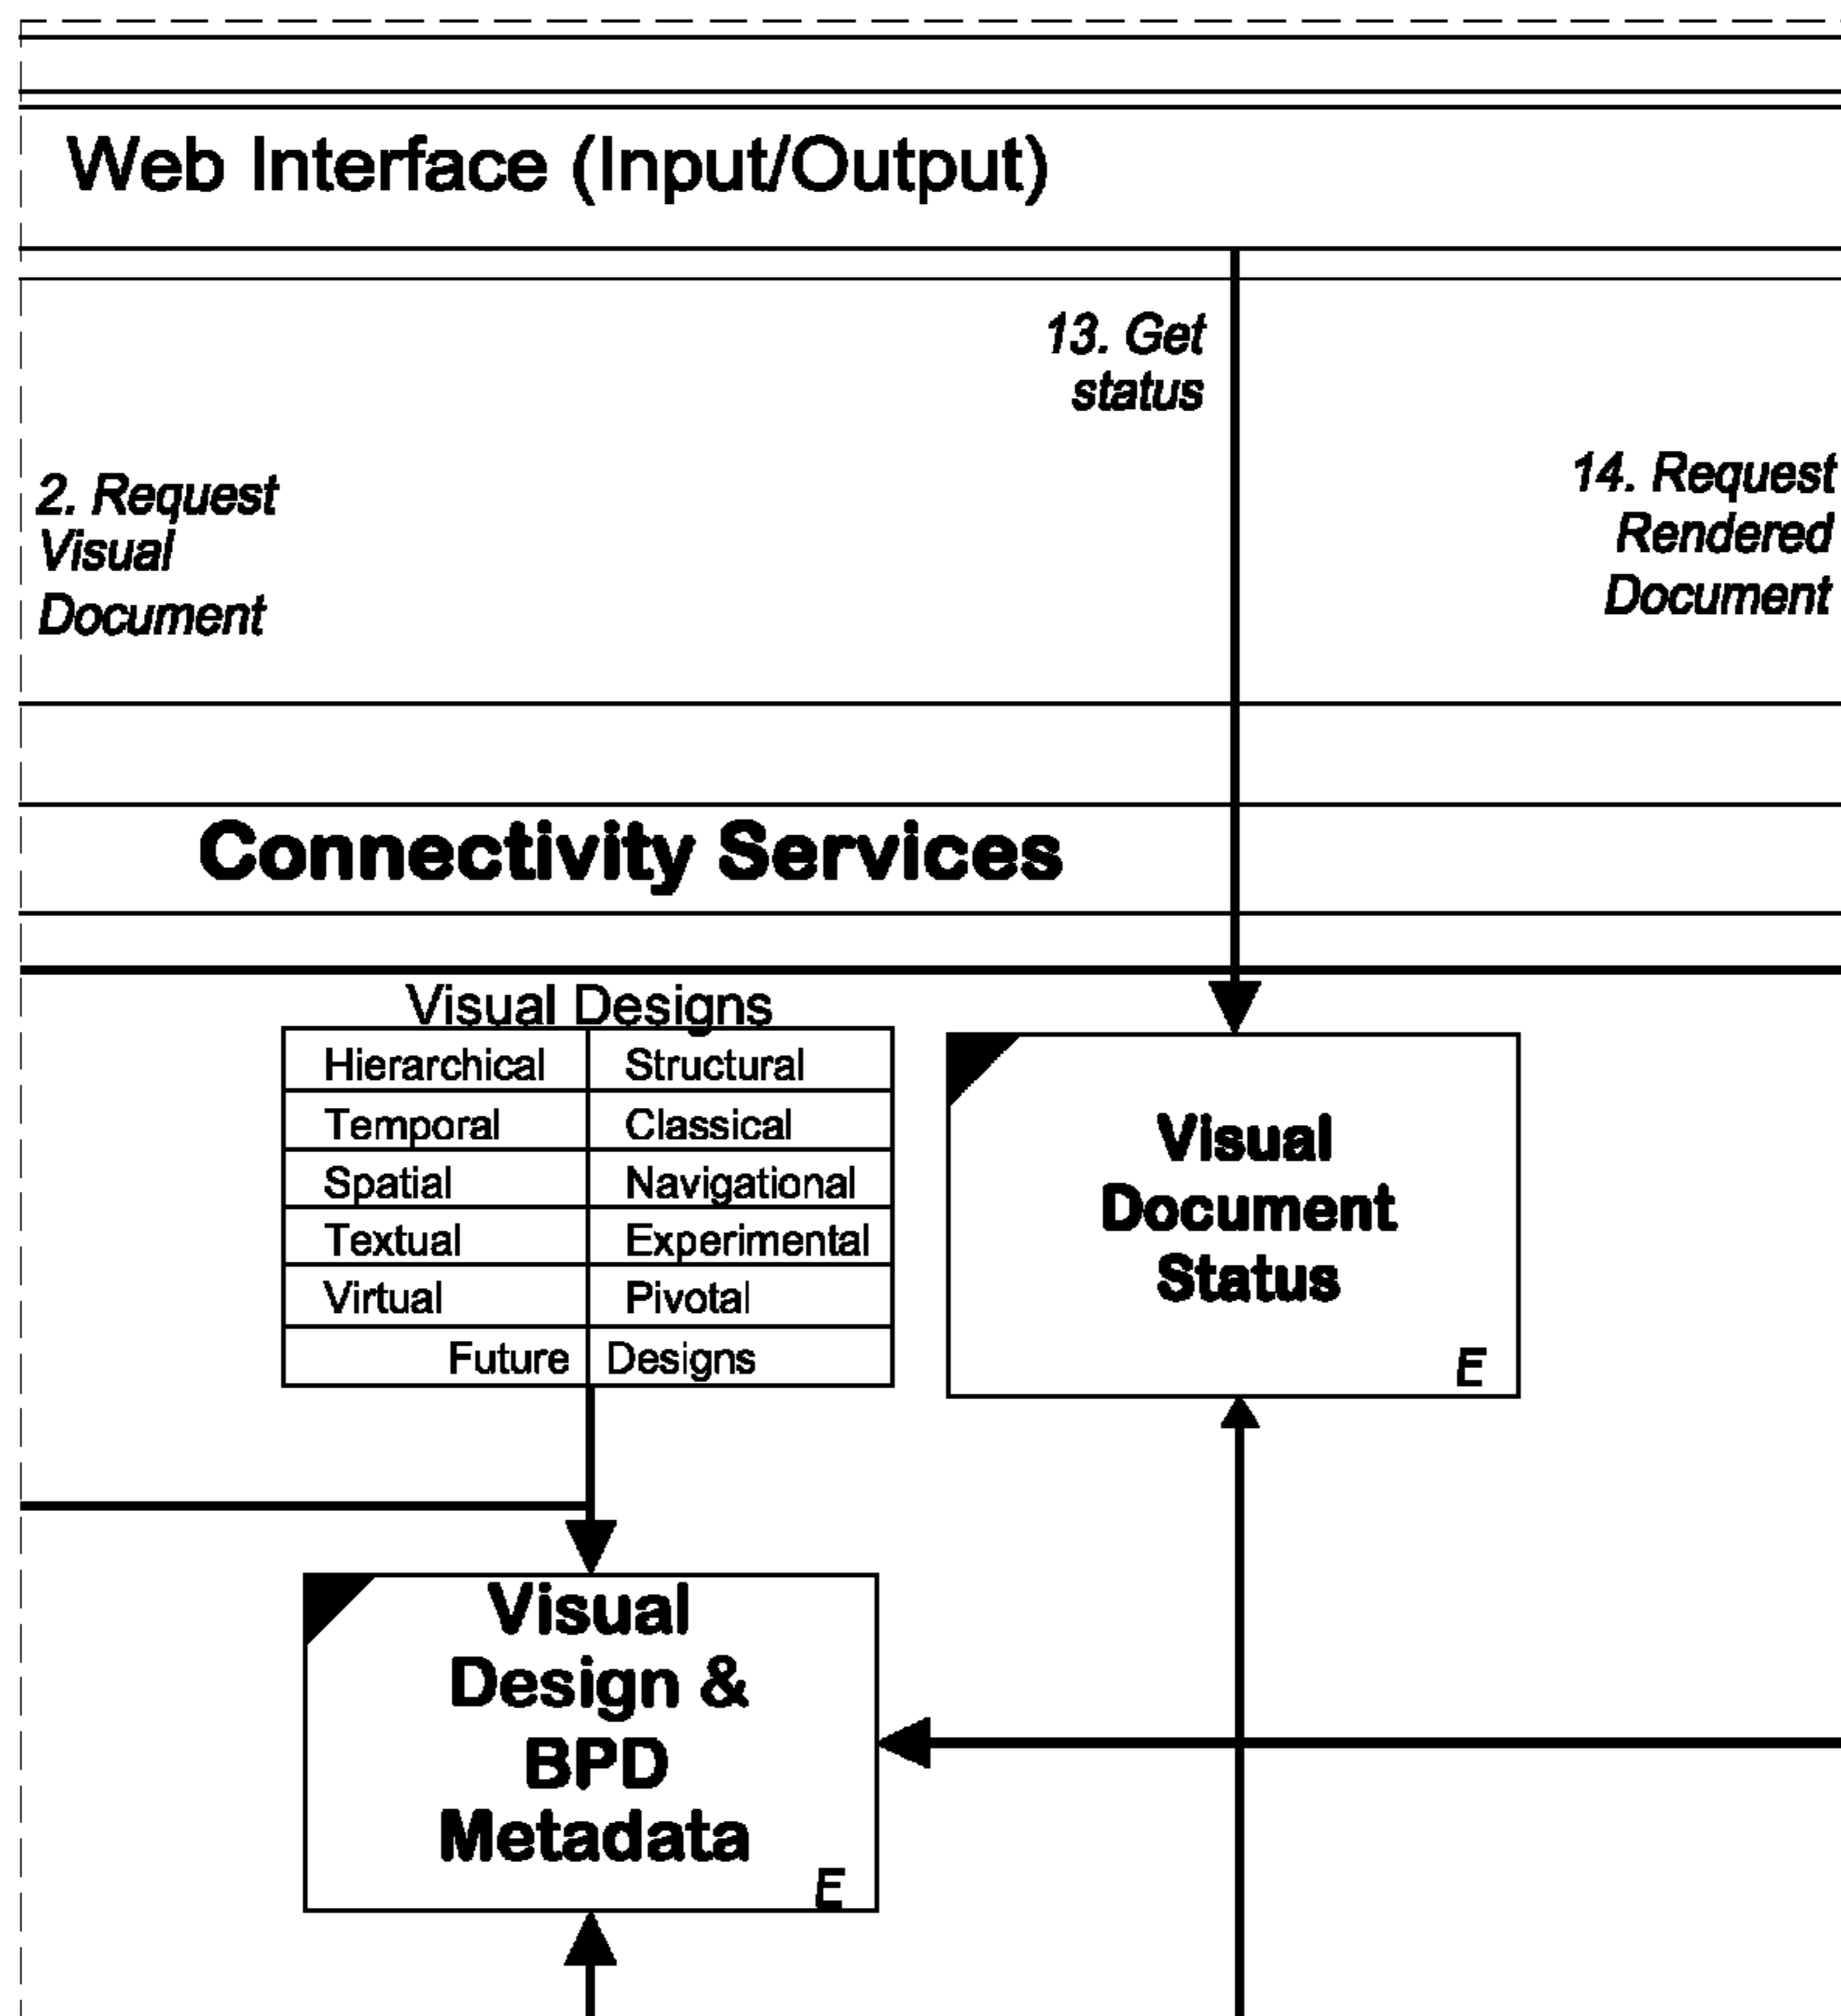 Web Interface (Input/Output)
13. Get
status
2. Request
Visual
Document
14. Request
Rendered
Document
Connectivity Services
Visual Designs
Hierarchical Structural
Temporal Classical
Spatial Navigational
Textual Experimental
Virtual Pivotal
Future Designs
Visual
Document
Status
E
Visual
Design &
BPD
Metadata
E